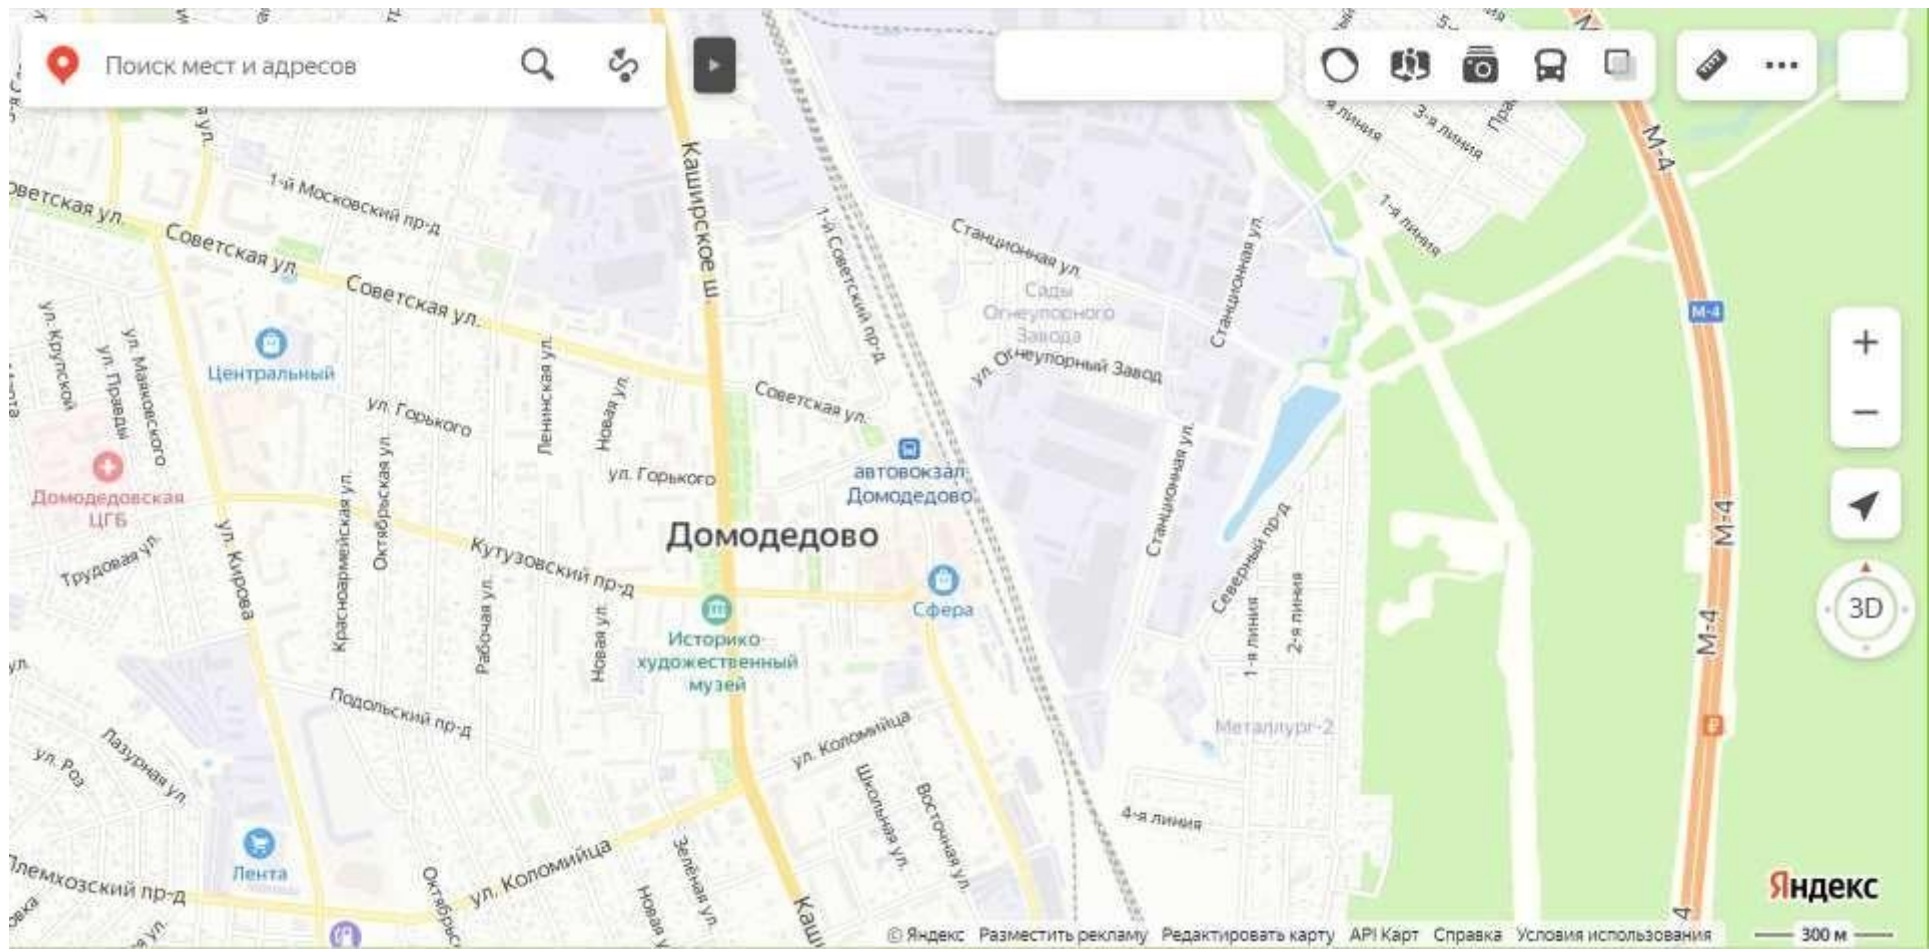 Поиск мест и адресов
я линия
3-я линия
М-4
1-й Московский пр-д
Каширское ш
Советская ул.
Советская ул.
Советская ул.
1-й Советский пр-д
Станционная ул.
Станционная ул.
1-я линия
Сады
Огнеупорного
Завода
М-4
ул. Огнеупорный Завод
ул. Крупской
ул. Правды
ул. Маяковского
Центральный
ул. Горького
Ленинская ул.
Новая ул.
Советская ул.
автовокзал
Домодедово
ул. Горького
Домодедовская
ЦГБ
Красноармейская ул.
Октябрьская ул.
Станционная ул.
М-4
Домодедово
Трудовая ул.
ул. Кирова
Кутузовский пр-д
Рабочая ул.
Новая ул.
Сфера
Северный пр-д
1-я линия
2-я линия
М-4
3D
Историко-
художественный
музей
Подольский пр-д
Металлург-2
Лазурная ул.
ул. Роз
ул. Коломийца
Школьная ул.
Восточная ул.
4-я линия
Лента
Племхозский пр-д
ул. Коломийца
Октябрьс
Зелёная ул.
Новая у
Каши
Яндекс
© Яндекс Разместить рекламу Редактировать карту API Карт Справка Условия использования 300 м